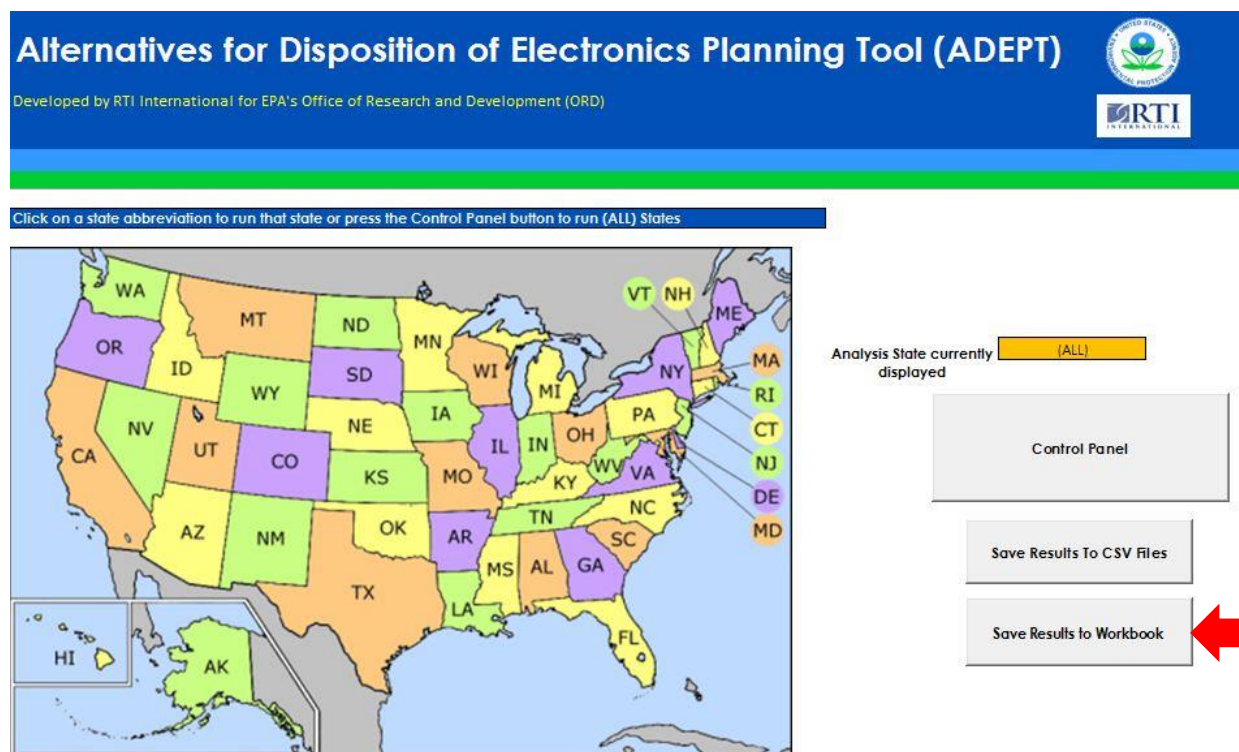 Alternatives for Disposition of Electronics Planning Tool (ADEPT)
Developed by RTI International for EPA's Office of Research and Development (ORD)
UNITED STATES
ENVIRONMENTAL PROTECTION AGENCY
RTI
INTERNATIONAL
Click on a state abbreviation to run that state or press the Control Panel button to run (ALL) States
WA
MT
ND
MN
VT
NH
ME
OR
ID
WY
SD
WI
MI
NY
MA
RI
CT
NJ
DE
MD
NV
UT
CO
NE
IA
IL
IN
OH
PA
CA
AZ
NM
KS
MO
KY
WV
VA
OK
AR
TN
NC
SC
TX
LA
MS
AL
GA
FL
HI
AK
Analysis State currently
displayed
(ALL)
Control Panel
Save Results To CSV Files
Save Results to Workbook